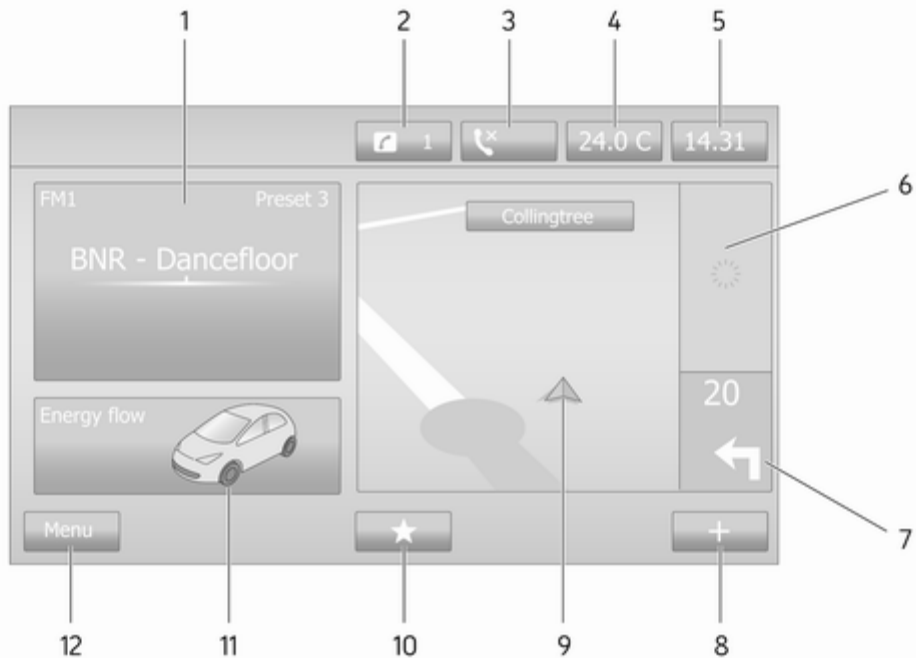 1 2 3 4 5
1 24.0 C 14.31
FM1 Preset 3
BNR - Dancefloor
Collingtree
6
20
Energy flow
7
Menu
12 11 10 9 8